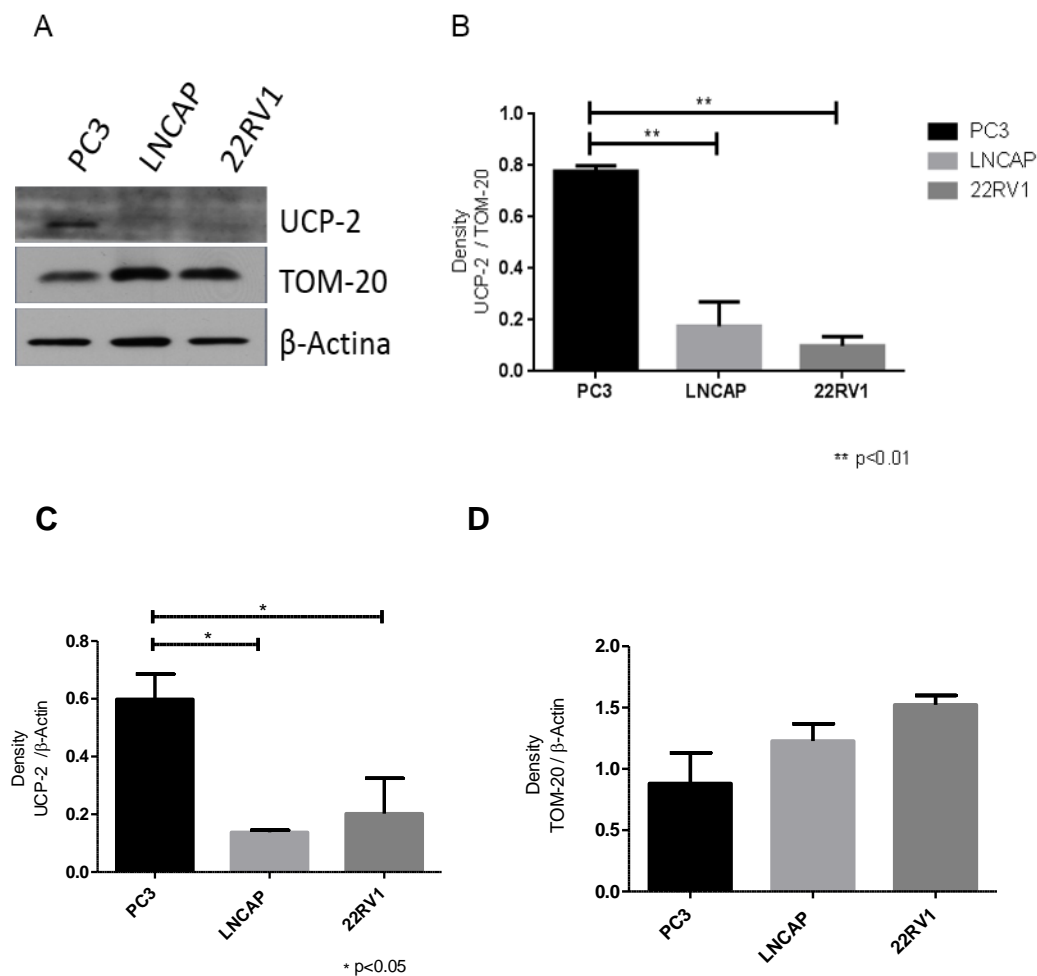 A
PC3
LNCAP
22RV1
UCP-2
TOM-20
β-Actina
B
**
**
1.0
0.8
0.6
0.4
0.2
0.0
Density
UCP-2 / TOM-20
PC3
LNCAP
22RV1
PC3
LNCAP
22RV1
** p<0.01
C
*
*
0.8
0.6
0.4
0.2
0.0
Density
UCP-2 /β-Actin
PC3
LNCAP
22RV1
* p<0.05
D
2.0
1.5
1.0
0.5
0.0
Density
TOM-20 / β-Actin
PC3
LNCAP
22RV1